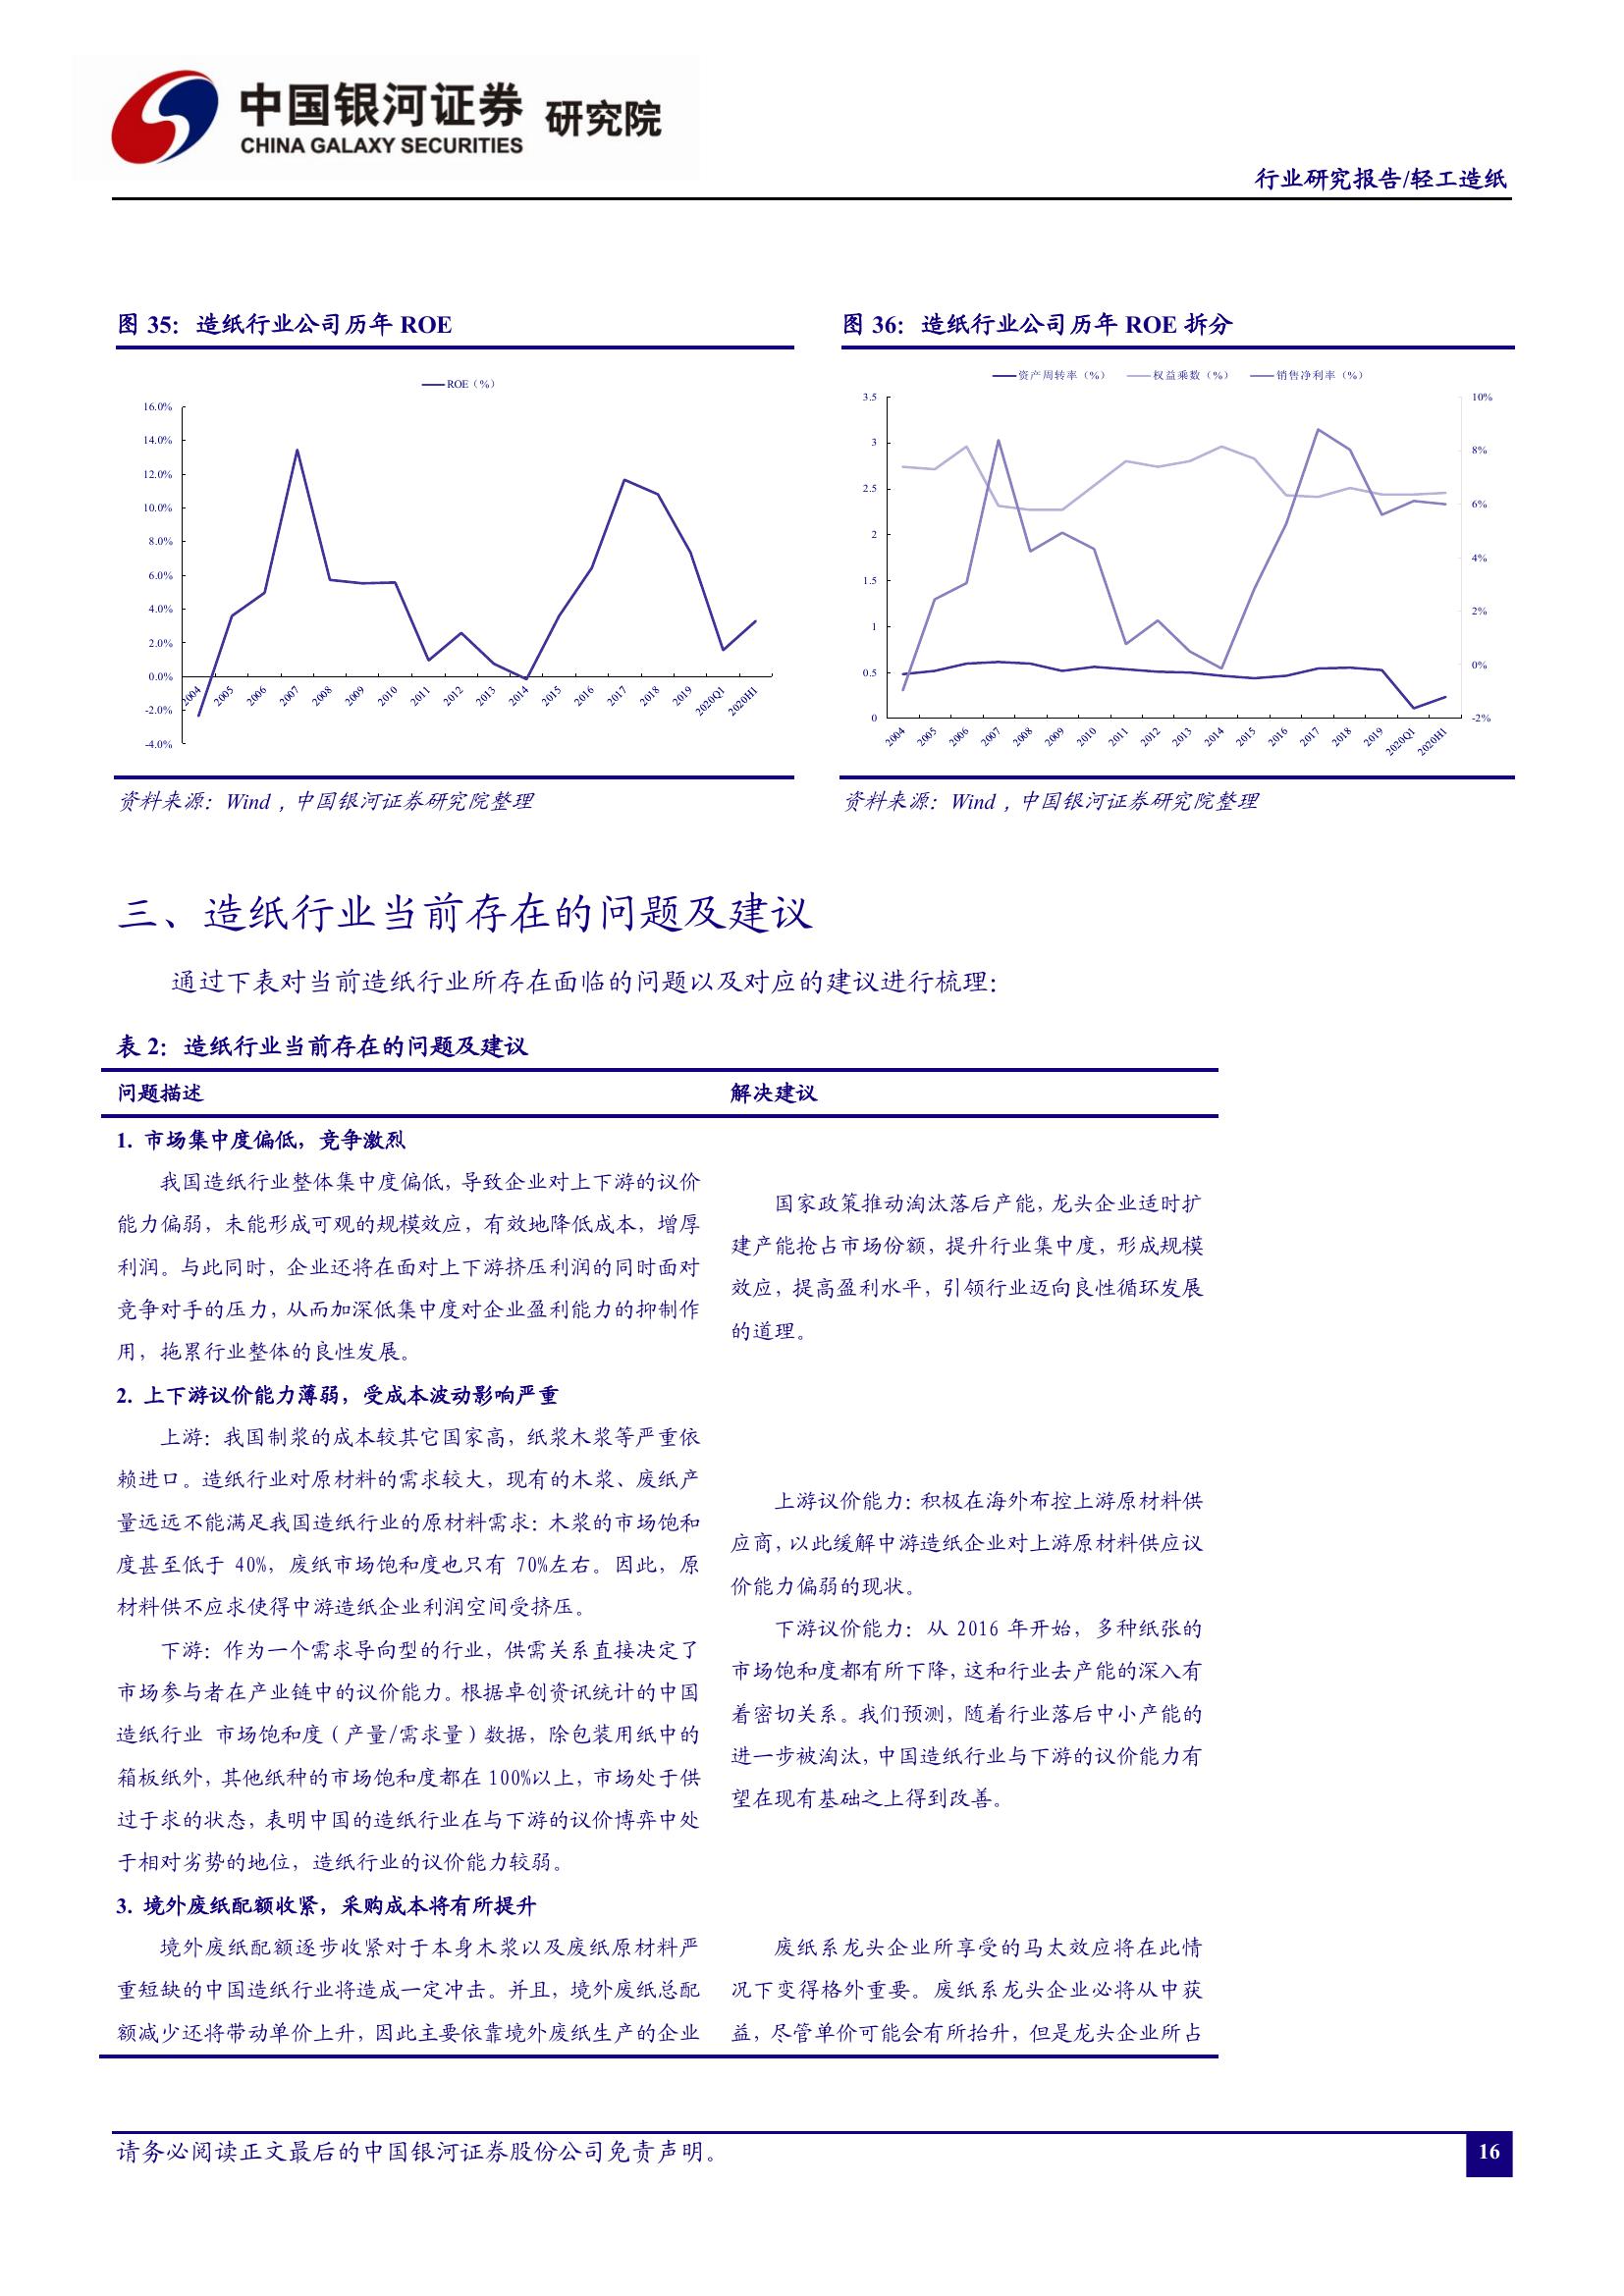 中国银河证券 研究院
CHINA GALAXY SECURITIES
行业研究报告/轻工造纸
图 35：造纸行业公司历年 ROE
ROE（%）
16.0%
14.0%
12.0%
10.0%
8.0%
6.0%
4.0%
2.0%
0.0%
-2.0%
-4.0%
2004 2005 2006 2007 2008 2009 2010 2011 2012 2013 2014 2015 2016 2017 2018 2019 2020Q1 2020H1
资料来源：Wind，中国银河证券研究院整理
图 36：造纸行业公司历年 ROE 拆分
资产周转率（%） 权益乘数（%） 销售净利率（%）
3.5
3
2.5
2
1.5
1
0.5
0
10%
8%
6%
4%
2%
0%
-2%
2004 2005 2006 2007 2008 2009 2010 2011 2012 2013 2014 2015 2016 2017 2018 2019 2020Q1 2020H1
资料来源：Wind，中国银河证券研究院整理
三、造纸行业当前存在的问题及建议
通过下表对当前造纸行业所存在面临的问题以及对应的建议进行梳理：
表 2：造纸行业当前存在的问题及建议
问题描述
解决建议
1. 市场集中度偏低，竞争激烈
我国造纸行业整体集中度偏低，导致企业对上下游的议价
能力偏弱，未能形成可观的规模效应，有效地降低成本，增厚
利润。与此同时，企业还将在面对上下游挤压利润的同时面对
竞争对手的压力，从而加深低集中度对企业盈利能力的抑制作
用，拖累行业整体的良性发展。
国家政策推动淘汰落后产能，龙头企业适时扩
建产能抢占市场份额，提升行业集中度，形成规模
效应，提高盈利水平，引领行业迈向良性循环发展
的道理。
2. 上下游议价能力薄弱，受成本波动影响严重
上游：我国制浆的成本较其它国家高，纸浆木浆等严重依
赖进口。造纸行业对原材料的需求较大，现有的木浆、废纸产
量远远不能满足我国造纸行业的原材料需求：木浆的市场饱和
度甚至低于 40%，废纸市场饱和度也只有 70%左右。因此，原
材料供不应求使得中游造纸企业利润空间受挤压。
下游：作为一个需求导向型的行业，供需关系直接决定了
市场参与者在产业链中的议价能力。根据卓创资讯统计的中国
造纸行业 市场饱和度（产量/需求量）数据，除包装用纸中的
箱板纸外，其他纸种的市场饱和度都在 100%以上，市场处于供
过于求的状态，表明中国的造纸行业在与下游的议价博弈中处
于相对劣势的地位，造纸行业的议价能力较弱。
上游议价能力：积极在海外布控上游原材料供
应商，以此缓解中游造纸企业对上游原材料供应议
价能力偏弱的现状。
下游议价能力：从 2016 年开始，多种纸张的
市场饱和度都有所下降，这和行业去产能的深入有
着密切关系。我们预测，随着行业落后中小产能的
进一步被淘汰，中国造纸行业与下游的议价能力有
望在现有基础之上得到改善。
3. 境外废纸配额收紧，采购成本将有所提升
境外废纸配额逐步收紧对于本身木浆以及废纸原材料严
重短缺的中国造纸行业将造成一定冲击。并且，境外废纸总配
额减少还将带动单价上升，因此主要依靠境外废纸生产的企业
废纸系龙头企业所享受的马太效应将在此情
况下变得格外重要。废纸系龙头企业必将从中获
益，尽管单价可能会有所抬升，但是龙头企业所占
请务必阅读正文最后的中国银河证券股份公司免责声明。
16